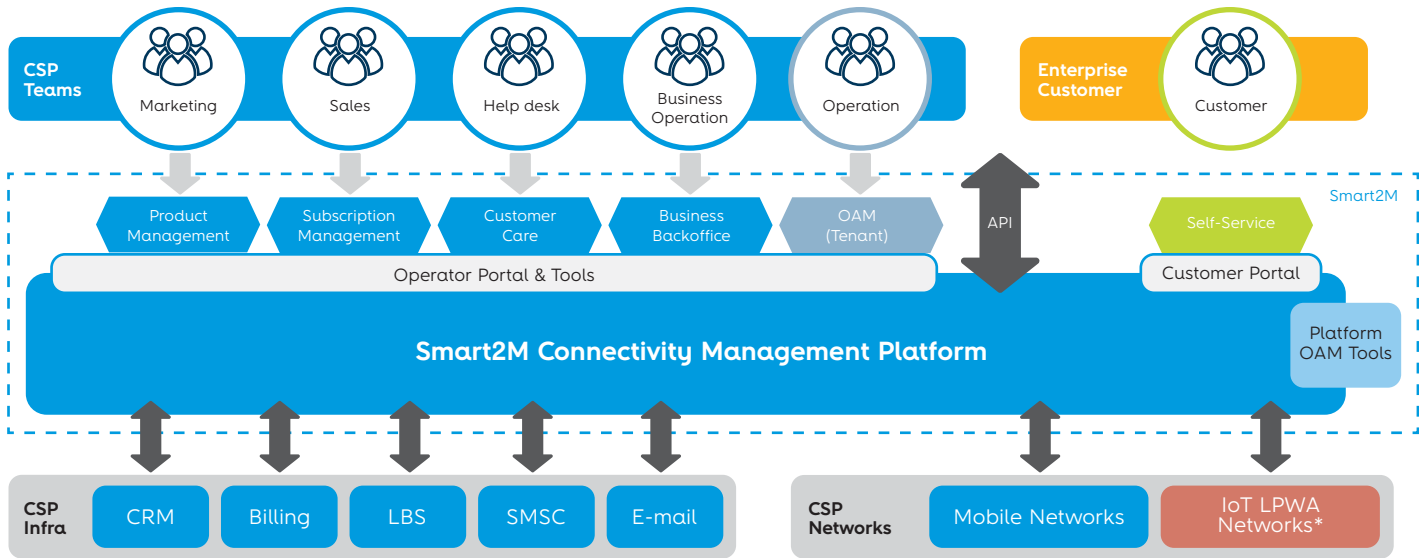 CSP
Teams
Marketing
Sales
Help desk
Business
Operation
Operation
Enterprise
Customer
Customer
Smart2M
Product
Management
Subscription
Management
Customer
Care
Business
Backoffice
OAM
(Tenant)
API
Self-Service
Operator Portal & Tools
Customer Portal
Smart2M Connectivity Management Platform
Platform
OAM Tools
CSP
Infra
CRM
Billing
LBS
SMSC
E-mail
CSP
Networks
Mobile Networks
IoT LPWA
Networks*